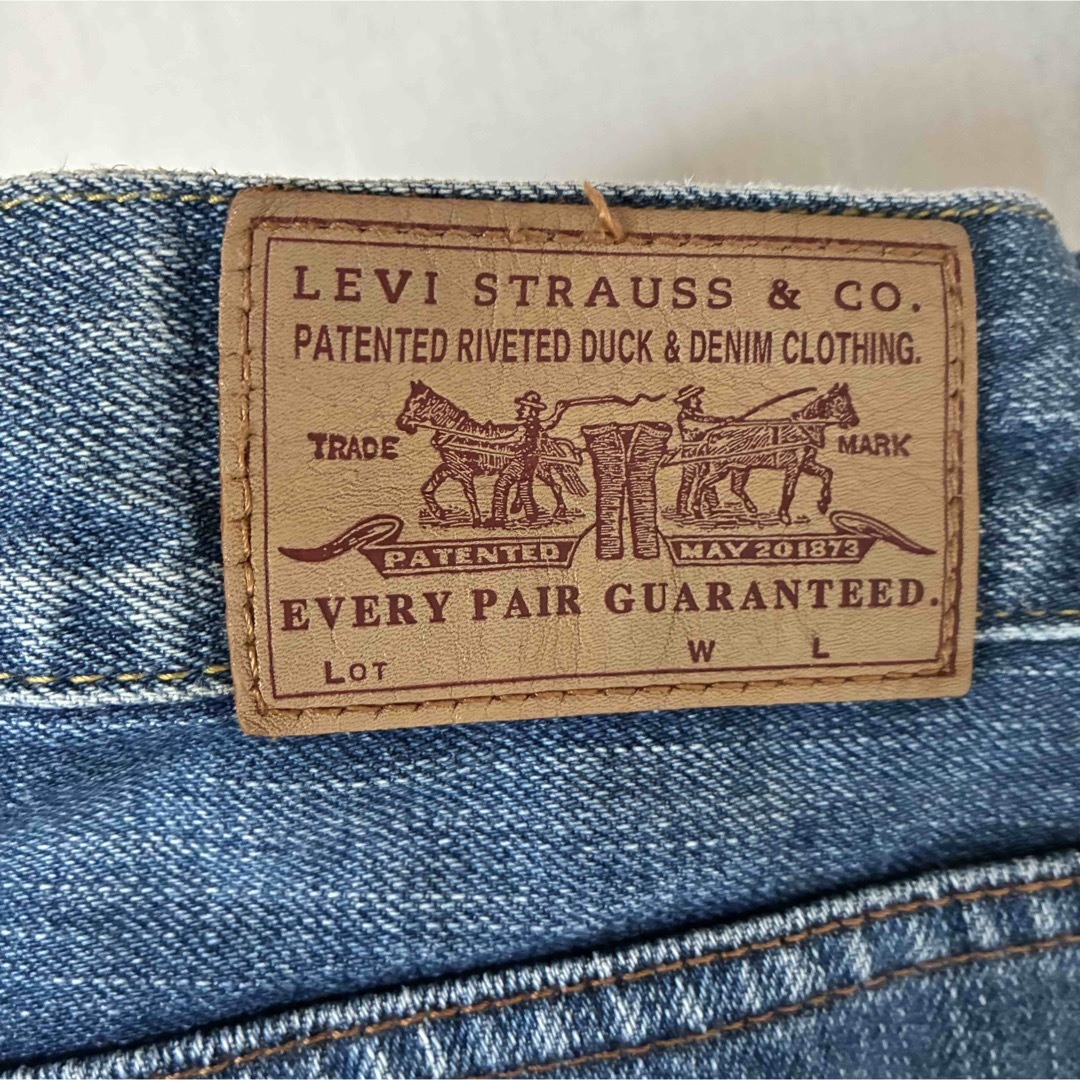 LEVI STRAUSS & CO.
PATENTED RIVETED DUCK & DENIM CLOTHING.
TRADE MARK
PATENTED MAY 20 1873
EVERY PAIR GUARANTEED.
LOT W L